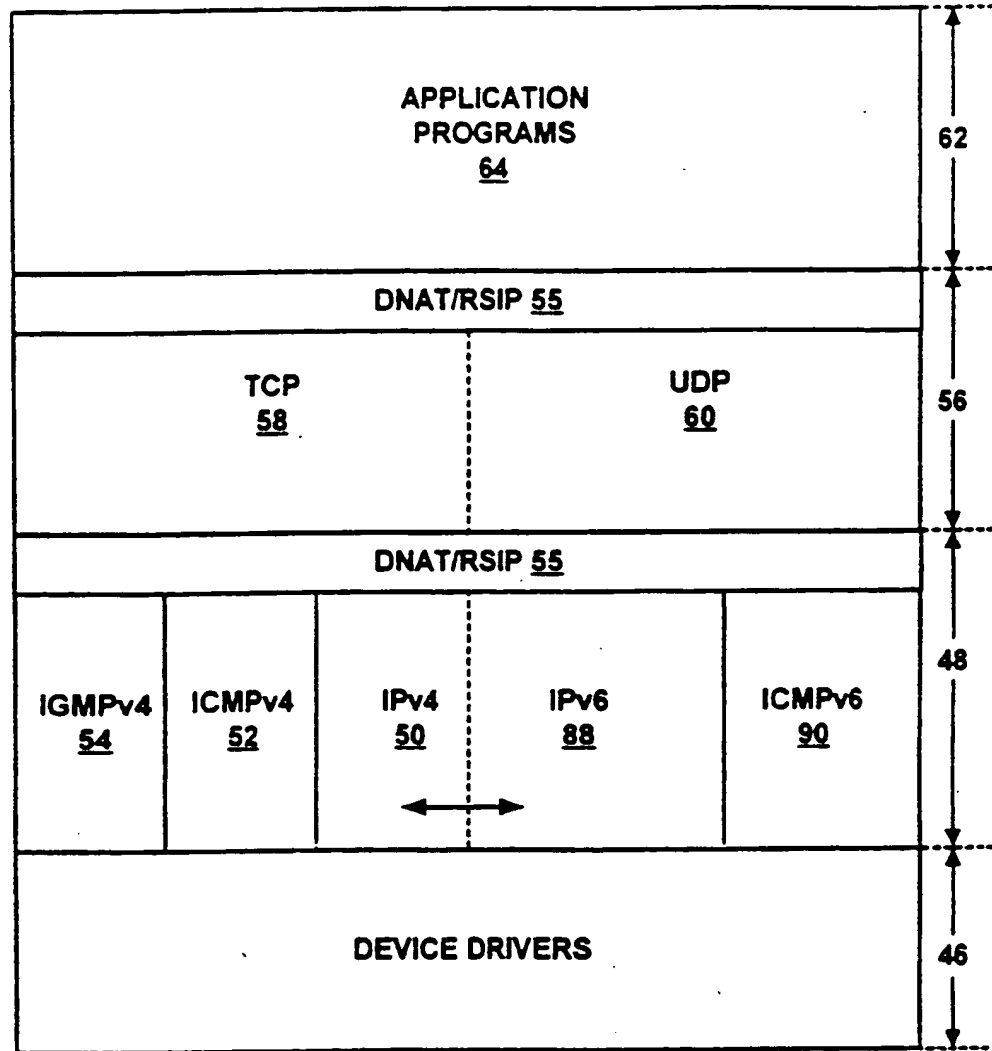 APPLICATION
PROGRAMS
64
62
DNAT/RSIP 55
TCP
58
UDP
60
56
DNAT/RSIP 55
IGMPv4
54
ICMPv4
52
IPv4
50
IPv6
88
ICMPv6
90
48
DEVICE DRIVERS
46